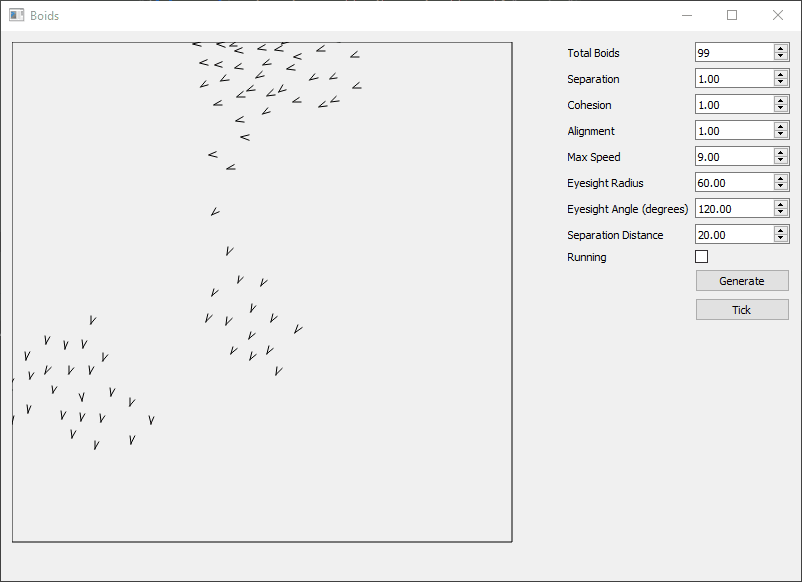 Boids
Total Boids 99
Separation 1.00
Cohesion 1.00
Alignment 1.00
Max Speed 9.00
Eyesight Radius 60.00
Eyesight Angle (degrees) 120.00
Separation Distance 20.00
Running
Generate
Tick